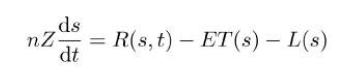 nZ ds/dt = R(s, t) − ET(s) − L(s)